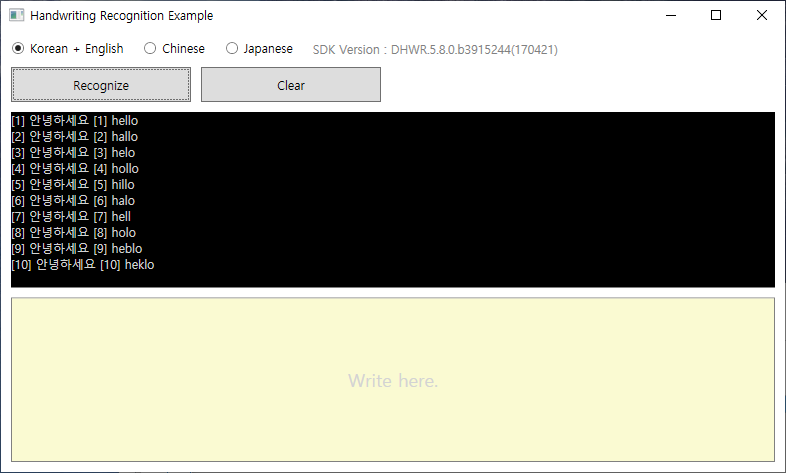 Handwriting Recognition Example
Korean + English Chinese Japanese SDK Version : DHWR.5.8.0.b3915244(170421)
Recognize Clear
[1] 안녕하세요 [1] hello
[2] 안녕하세요 [2] hallo
[3] 안녕하세요 [3] helo
[4] 안녕하세요 [4] hollo
[5] 안녕하세요 [5] hillo
[6] 안녕하세요 [6] halo
[7] 안녕하세요 [7] hell
[8] 안녕하세요 [8] holo
[9] 안녕하세요 [9] heblo
[10] 안녕하세요 [10] heklo
Write here.